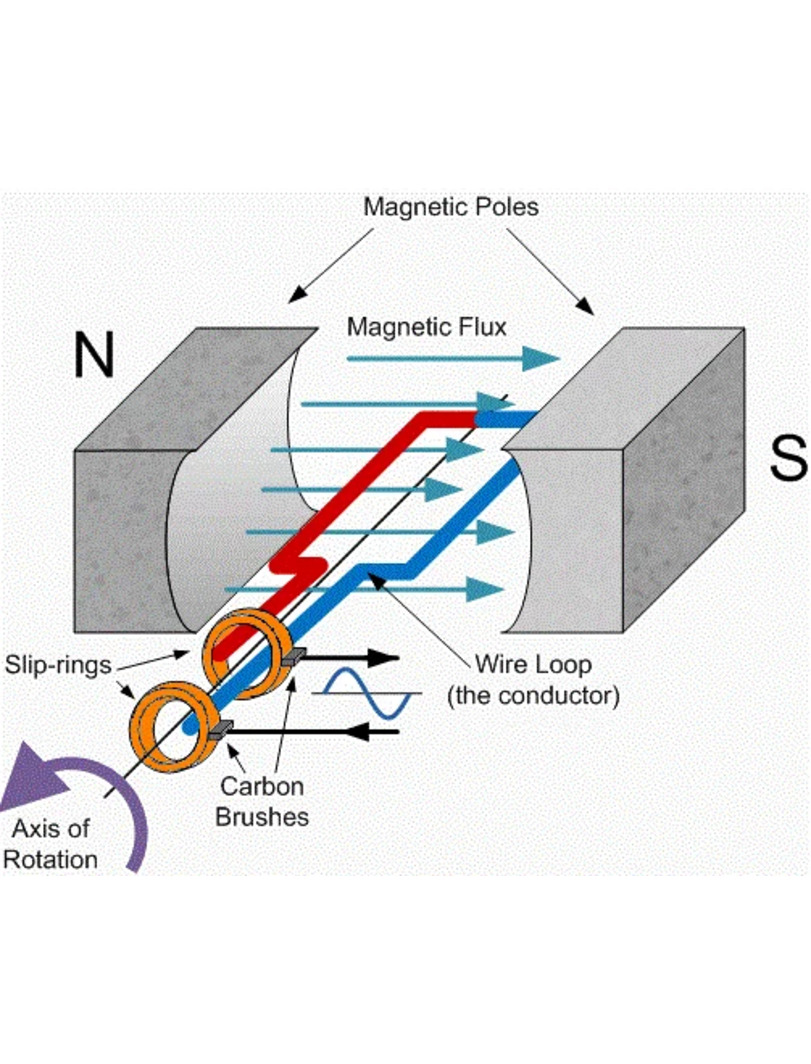 Magnetic Poles
Magnetic Flux
N
S
Slip-rings
Wire Loop
(the conductor)
Carbon
Brushes
Axis of
Rotation